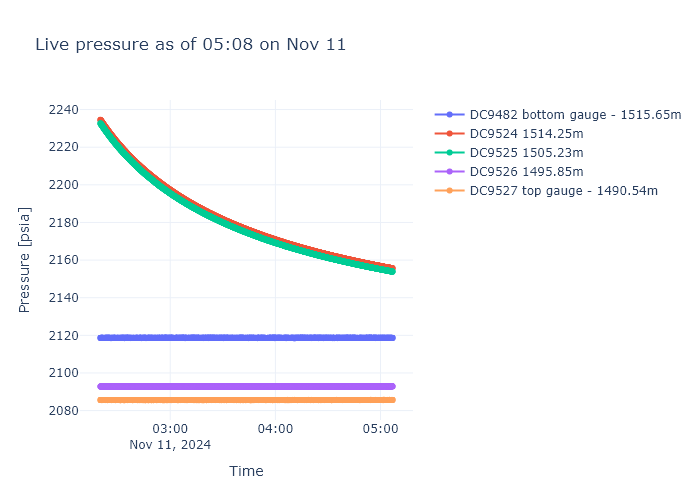 Live pressure as of 05:08 on Nov 11
2240
2220
2200
2180
2160
2140
2120
2100
2080
Pressure [psia]
03:00
04:00
05:00
Nov 11, 2024
Time
DC9482 bottom gauge - 1515.65m
DC9524 1514.25m
DC9525 1505.23m
DC9526 1495.85m
DC9527 top gauge - 1490.54m